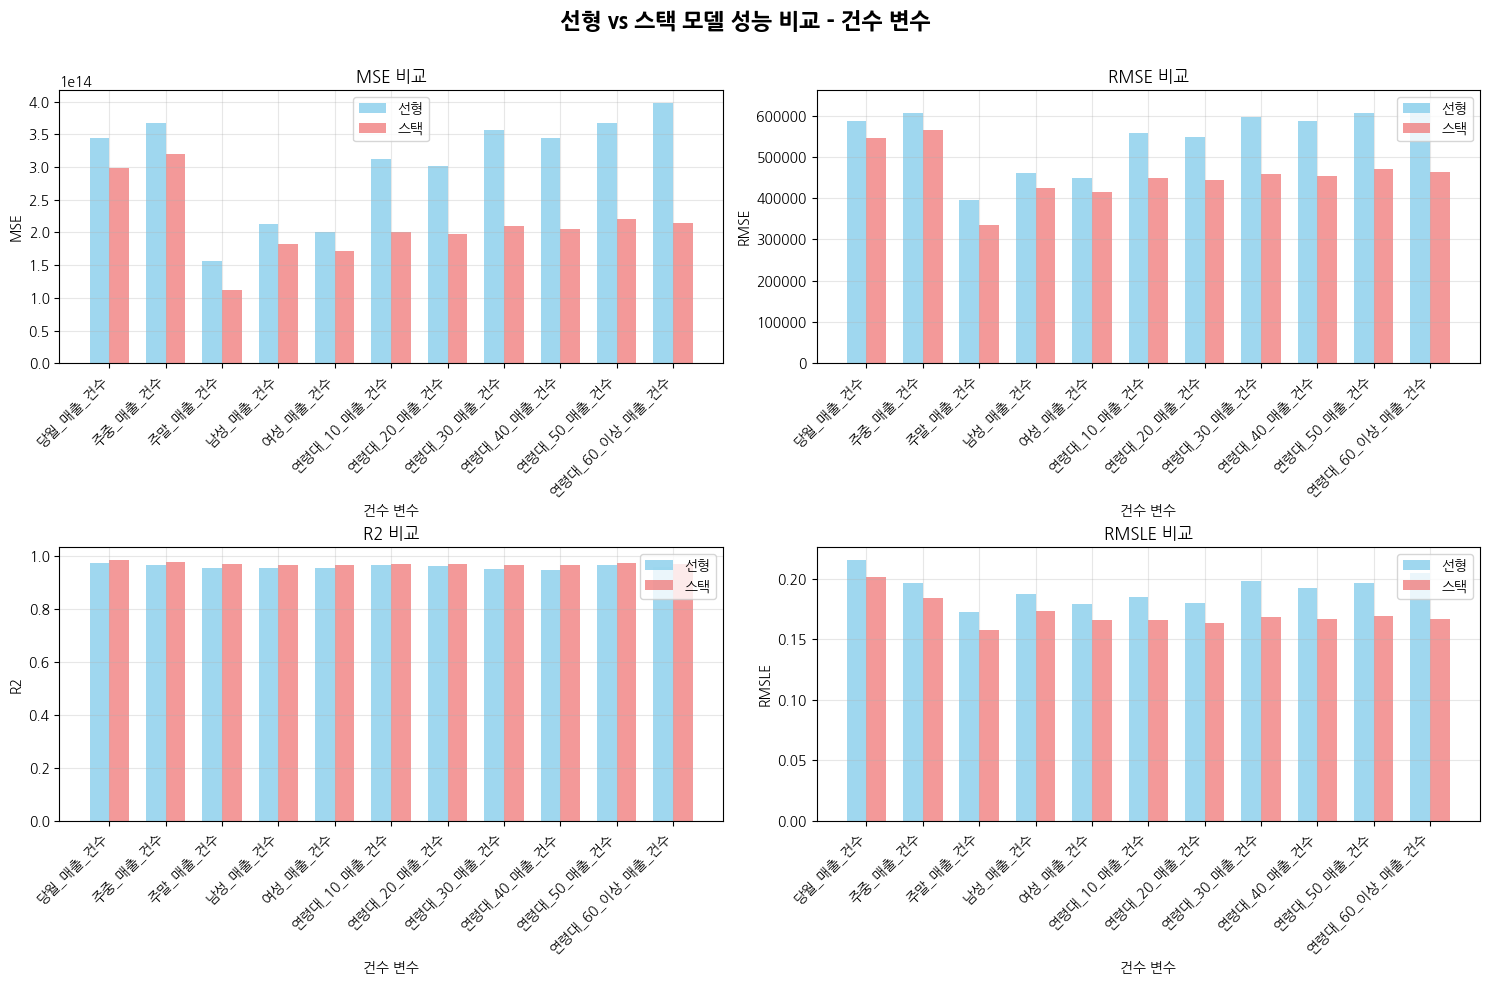 선형 vs 스택 모델 성능 비교 - 건수 변수
MSE 비교
1e14
선형
스택
4.0
3.5
3.0
2.5
2.0
1.5
1.0
0.5
0.0
MSE
당월_매출_건수
주중_매출_건수
주말_매출_건수
남성_매출_건수
여성_매출_건수
연령대_10_매출_건수
연령대_20_매출_건수
연령대_30_매출_건수
연령대_40_매출_건수
연령대_50_매출_건수
연령대_60_이상_매출_건수
건수 변수
RMSE 비교
선형
스택
600000
500000
400000
300000
200000
100000
0
RMSE
당월_매출_건수
주중_매출_건수
주말_매출_건수
남성_매출_건수
여성_매출_건수
연령대_10_매출_건수
연령대_20_매출_건수
연령대_30_매출_건수
연령대_40_매출_건수
연령대_50_매출_건수
연령대_60_이상_매출_건수
건수 변수
R2 비교
선형
스택
1.0
0.8
0.6
0.4
0.2
0.0
R2
당월_매출_건수
주중_매출_건수
주말_매출_건수
남성_매출_건수
여성_매출_건수
연령대_10_매출_건수
연령대_20_매출_건수
연령대_30_매출_건수
연령대_40_매출_건수
연령대_50_매출_건수
연령대_60_이상_매출_건수
건수 변수
RMSLE 비교
선형
스택
0.20
0.15
0.10
0.05
0.00
RMSLE
당월_매출_건수
주중_매출_건수
주말_매출_건수
남성_매출_건수
여성_매출_건수
연령대_10_매출_건수
연령대_20_매출_건수
연령대_30_매출_건수
연령대_40_매출_건수
연령대_50_매출_건수
연령대_60_이상_매출_건수
건수 변수